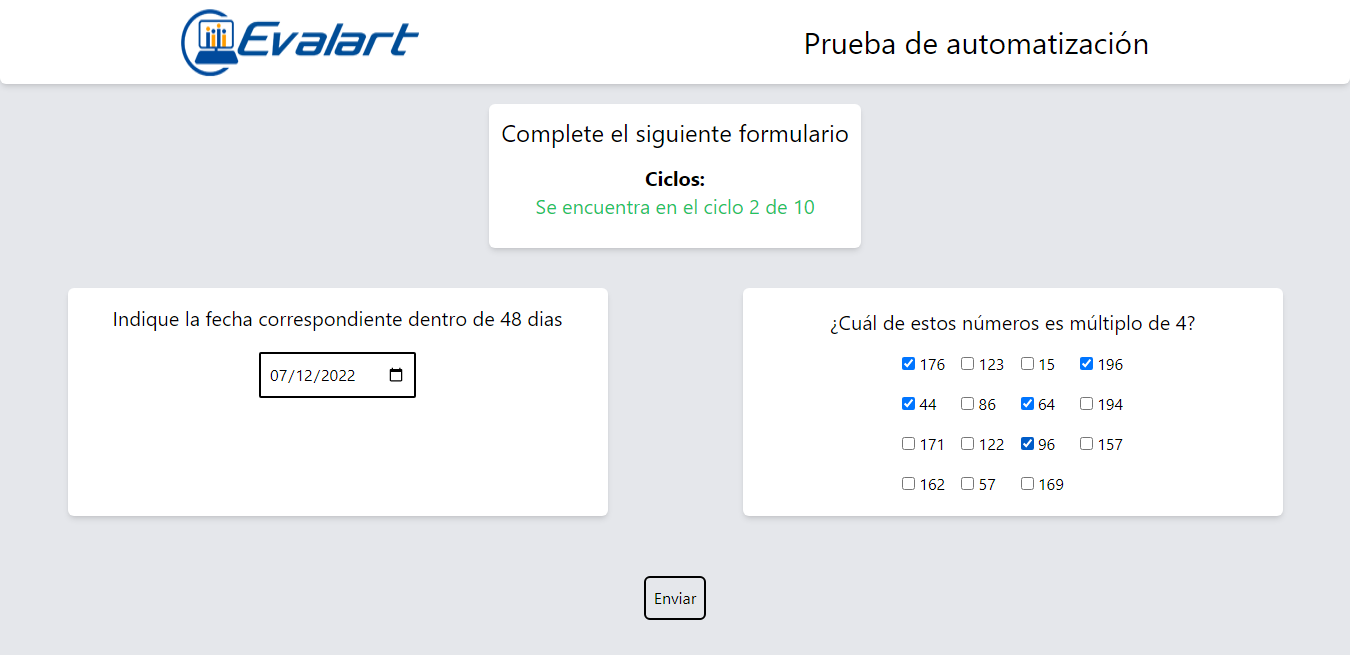 Evalart
Prueba de automatización
Complete el siguiente formulario
Ciclos:
Se encuentra en el ciclo 2 de 10
Indique la fecha correspondiente dentro de 48 dias
07/12/2022
¿Cuál de estos números es múltiplo de 4?
176 123 15 196
44 86 64 194
171 122 96 157
162 57 169
Enviar